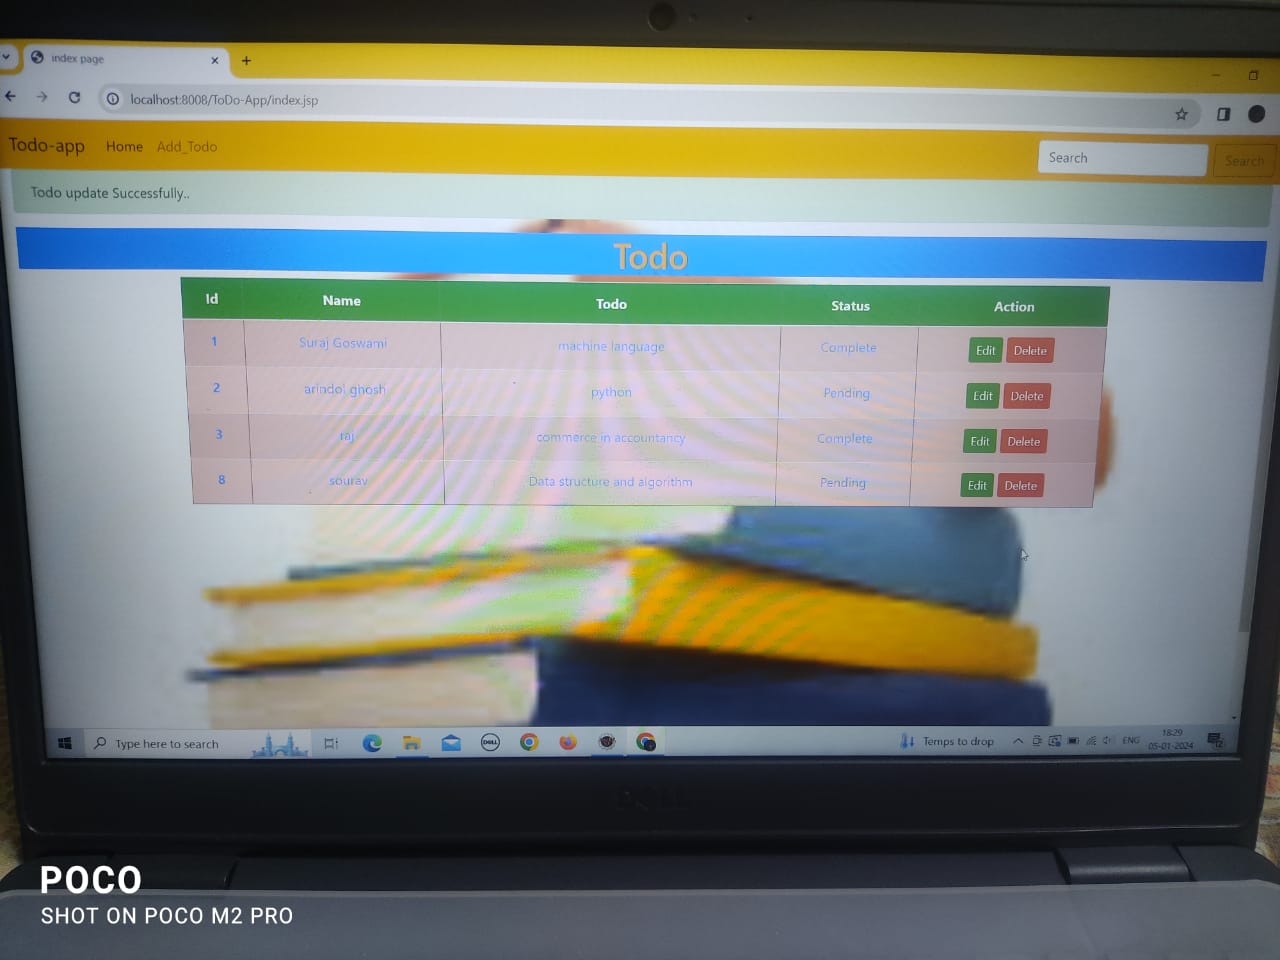 index page
localhost:8008/ToDo-App/index.jsp
Todo-app Home Add_Todo Search Search
Todo update Successfully..
Todo
Id Name Todo Status Action
1 Suraj Goswami machine language Complete Edit Delete
2 arindol ghosh python Pending Edit Delete
3 raj commerce in accountancy Complete Edit Delete
8 sourav Data structure and algorithm Pending Edit Delete
Type here to search DELL Temps to drop ENG 18:29
05-01-2024 12
DELL
POCO
SHOT ON POCO M2 PRO